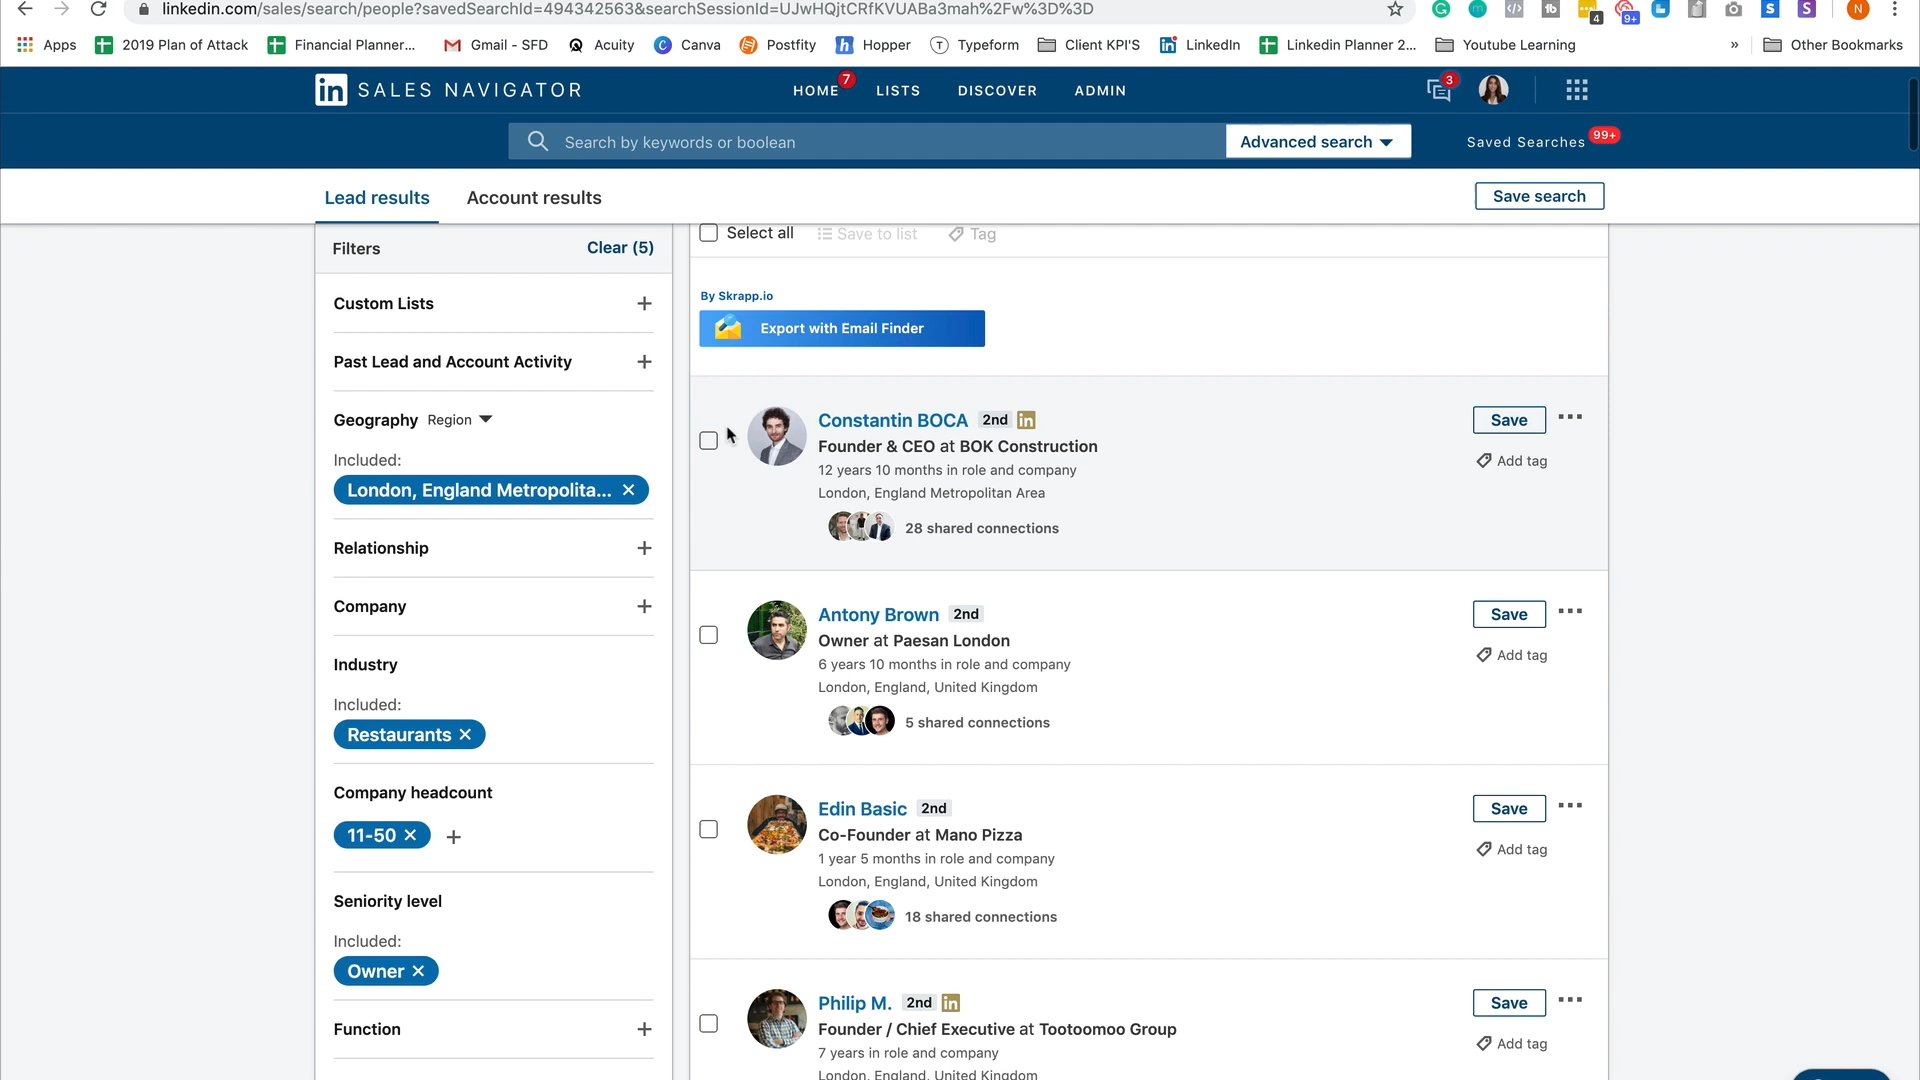 linkedin.com/sales/search/people?savedSearchId=494342563&searchSessionId=UJwHQjtCRfKVUABa3mah%2Fw%3D%3D
4
9+
N
Apps
2019 Plan of Attack
Financial Planner...
Gmail - SFD
Acuity
Canva
Postfity
Hopper
Typeform
Client KPI'S
LinkedIn
Linkedin Planner 2...
Youtube Learning
»
Other Bookmarks
in SALES NAVIGATOR
HOME 7
LISTS
DISCOVER
ADMIN
3
Search by keywords or boolean
Advanced search
Saved Searches 99+
Lead results
Account results
Save search
Filters
Clear (5)
Custom Lists +
Past Lead and Account Activity +
Geography Region
Included:
London, England Metropolita... ×
Relationship +
Company +
Industry
Included:
Restaurants ×
Company headcount
11-50 × +
Seniority level
Included:
Owner ×
Function +
Select all
Save to list
Tag
By Skrapp.io
Export with Email Finder
Constantin BOCA 2nd in
Founder & CEO at BOK Construction
12 years 10 months in role and company
London, England Metropolitan Area
28 shared connections
Save
Add tag
Antony Brown 2nd
Owner at Paesan London
6 years 10 months in role and company
London, England, United Kingdom
5 shared connections
Save
Add tag
Edin Basic 2nd
Co-Founder at Mano Pizza
1 year 5 months in role and company
London, England, United Kingdom
18 shared connections
Save
Add tag
Philip M. 2nd in
Founder / Chief Executive at Tootoomoo Group
7 years in role and company
London, England, United Kingdom
Save
Add tag